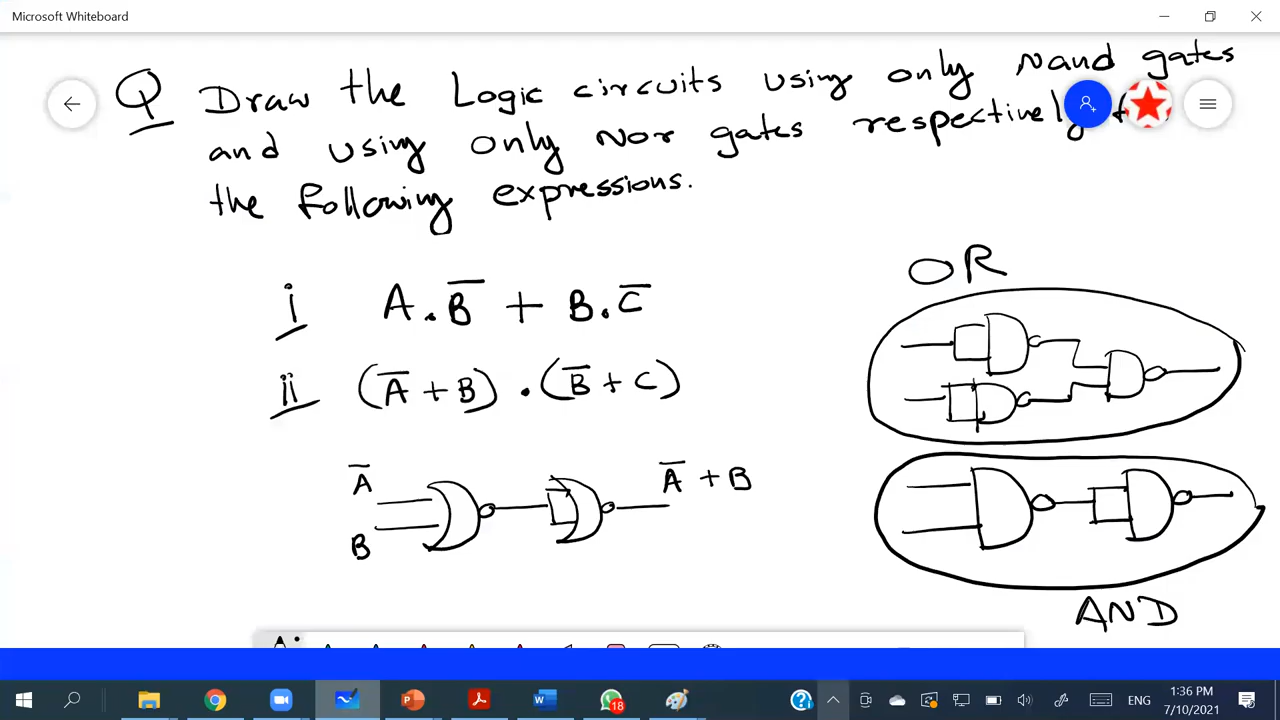 Microsoft Whiteboard
Q Draw the Logic circuits using only Nand gates
and using only Nor gates respectively
the following expressions.
i A.B̅ + B.C̅
ii (A̅ + B) . (B̅ + C)
OR
A̅
B
A̅ + B
AND
18
ENG
1:36 PM
7/10/2021